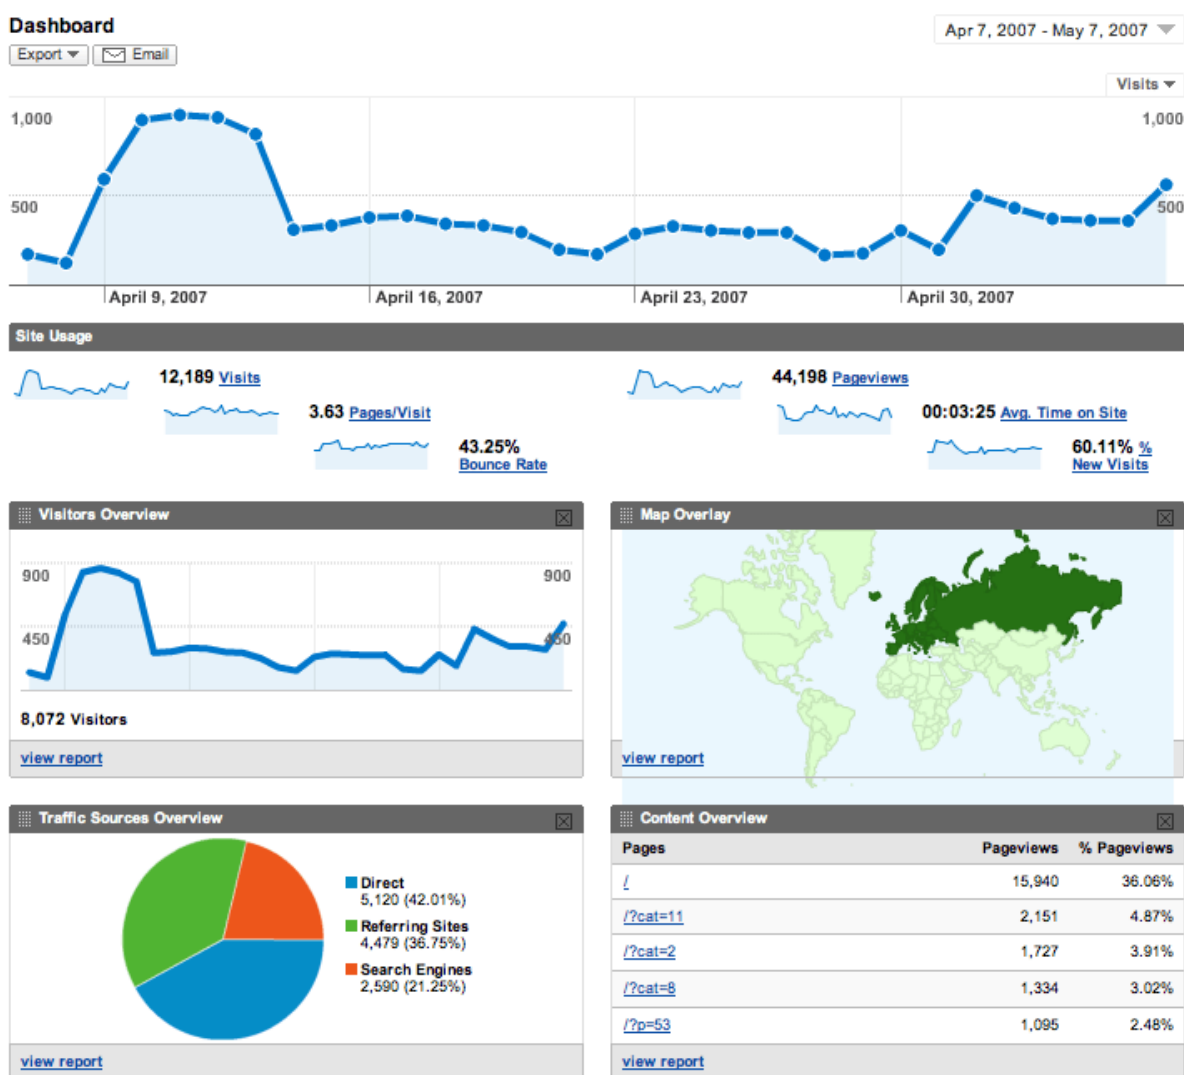 Dashboard
Apr 7, 2007 - May 7, 2007
Export Email
Visits
1,000 1,000
500 500
April 9, 2007 April 16, 2007 April 23, 2007 April 30, 2007
Site Usage
12,189 Visits
3.63 Pages/Visit
43.25%
Bounce Rate
44,198 Pageviews
00:03:25 Avg. Time on Site
60.11% %
New Visits
Visitors Overview
900 900
450 450
8,072 Visitors
view report
Map Overlay
view report
Traffic Sources Overview
Direct
5,120 (42.01%)
Referring Sites
4,479 (36.75%)
Search Engines
2,590 (21.25%)
view report
Content Overview
Pages Pageviews % Pageviews
/ 15,940 36.06%
/?cat=11 2,151 4.87%
/?cat=2 1,727 3.91%
/?cat=8 1,334 3.02%
/?p=53 1,095 2.48%
view report